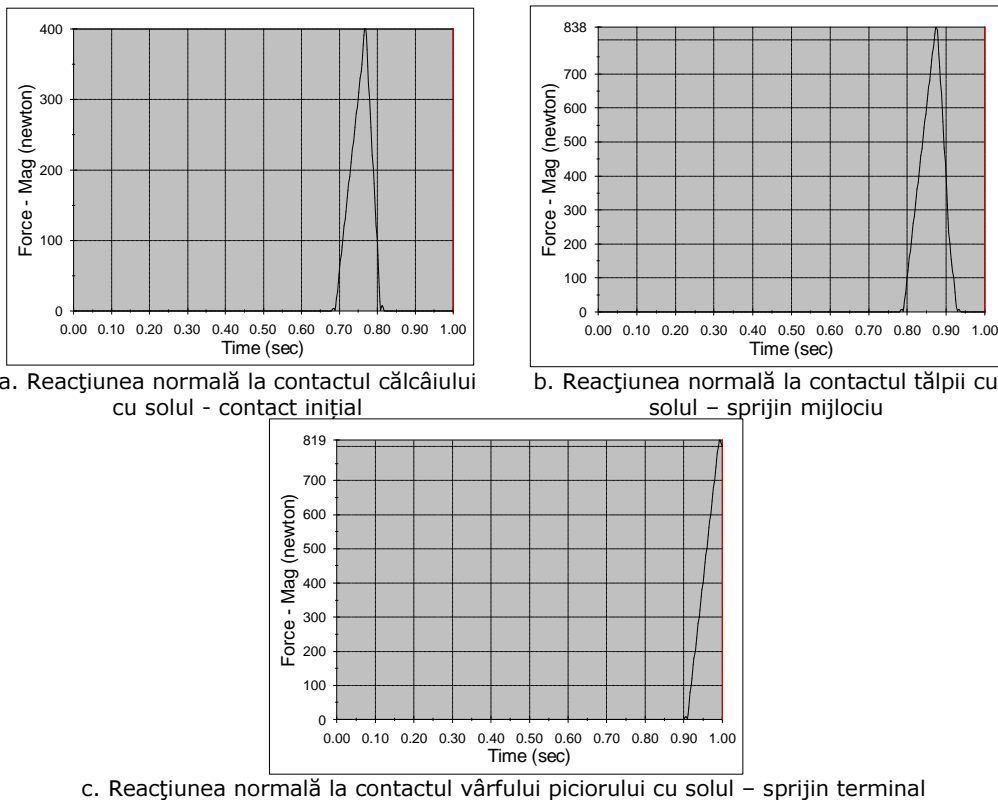 400
300
200
100
0
Force - Mag (newton)
0.00 0.10 0.20 0.30 0.40 0.50 0.60 0.70 0.80 0.90 1.00
Time (sec)
a. Reacţiunea normală la contactul călcâiului
cu solul - contact inițial
838
700
600
500
400
300
200
100
0
Force - Mag (newton)
0.00 0.10 0.20 0.30 0.40 0.50 0.60 0.70 0.80 0.90 1.00
Time (sec)
b. Reacţiunea normală la contactul tălpii cu
solul – sprijin mijlociu
819
700
600
500
400
300
200
100
0
Force - Mag (newton)
0.00 0.10 0.20 0.30 0.40 0.50 0.60 0.70 0.80 0.90 1.00
Time (sec)
c. Reacţiunea normală la contactul vârfului piciorului cu solul – sprijin terminal